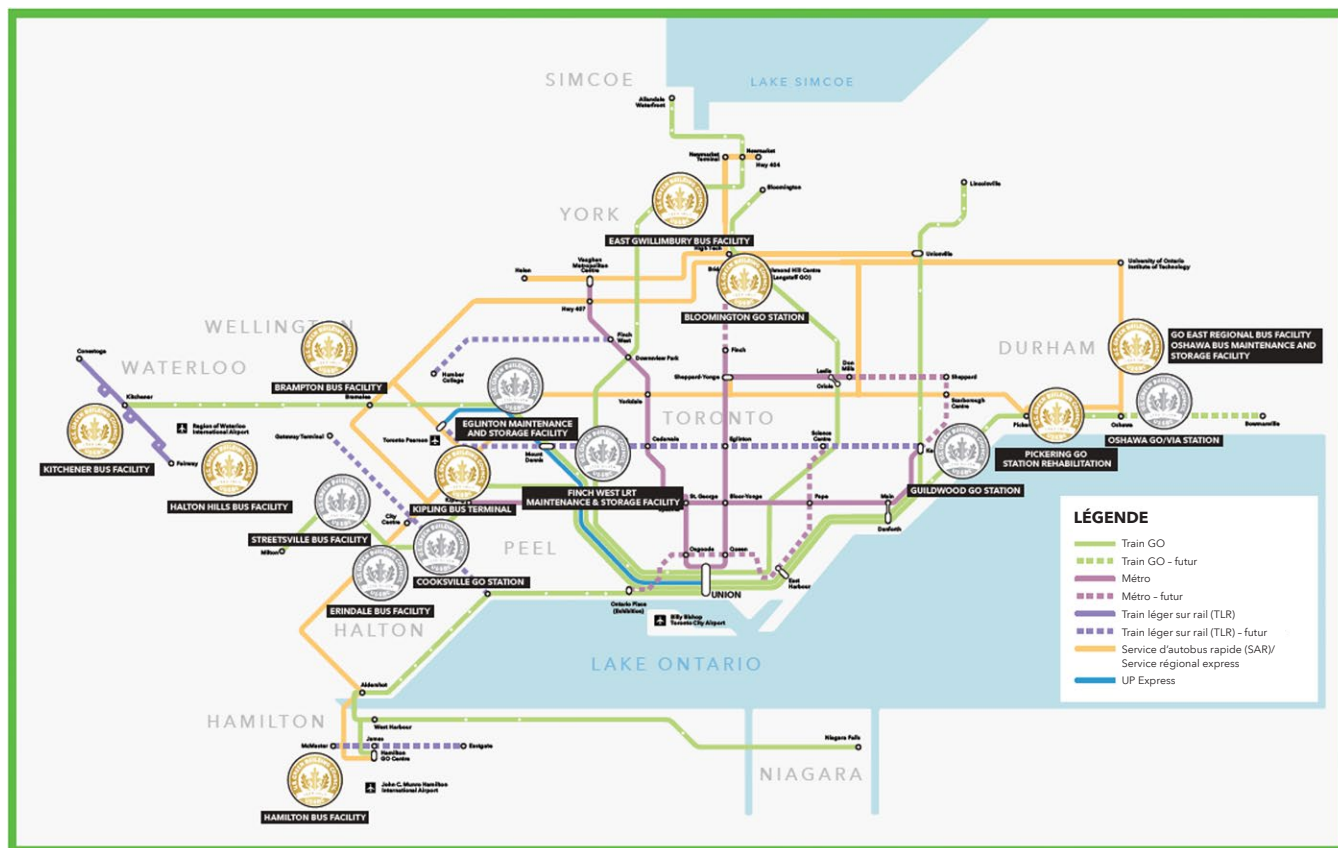 SIMCOE
LAKE SIMCOE
Allandale
Waterfront
Newmarket
Terminal
Newmarket
Hwy 404
Bloomington
Lincolnville
YORK
EAST GWILLIMBURY BUS FACILITY
High Tech
Unionville
Vaughan
Metropolitan
Centre
Helen
Hwy 407
(Langstaff GO)
University of Ontario
Institute of Technology
BLOOMINGTON GO STATION
WELLINGTON
WATERLOO
Conestoga
BRAMPTON BUS FACILITY
Humber
College
Finch
West
Downsview Park
Finch
Sheppard-Yonge
Leslie
Oriole
Don
Mills
Sheppard
Scarborough
Centre
DURHAM
GO EAST REGIONAL BUS FACILITY
OSHAWA BUS MAINTENANCE AND
STORAGE FACILITY
Kitchener
Bramalea
Yorkdale
TORONTO
Oshawa
Bowmanville
OSHAWA GO/VIA STATION
EGLINTON MAINTENANCE
AND STORAGE FACILITY
Region of Waterloo
International Airport
Gateway Terminal
Toronto Pearson
Mount
Dennis
Cedarvale
Eglinton
Science
Centre
PICKERING GO
STATION REHABILITATION
KITCHENER BUS FACILITY
Fairway
HALTON HILLS BUS FACILITY
KIPLING BUS TERMINAL
FINCH WEST LRT
MAINTENANCE & STORAGE FACILITY
GUILDWOOD GO STATION
St. George
Bloor-Yonge
Pape
Main
Danforth
City
Centre
STREETSVILLE BUS FACILITY
Milton
PEEL
COOKSVILLE GO STATION
ERINDALE BUS FACILITY
Osgoode
Queen
East
Harbour
UNION
Ontario Place
(Exhibition)
Billy Bishop
Toronto City Airport
HALTON
LAKE ONTARIO
Aldershot
HAMILTON
West Harbour
McMaster
James
Eastgate
Hamilton
GO Centre
Niagara Falls
NIAGARA
John C. Munro Hamilton
International Airport
HAMILTON BUS FACILITY
LÉGENDE
Train GO
Train GO – futur
Métro
Métro – futur
Train léger sur rail (TLR)
Train léger sur rail (TLR) – futur
Service d'autobus rapide (SAR)/
Service régional express
UP Express